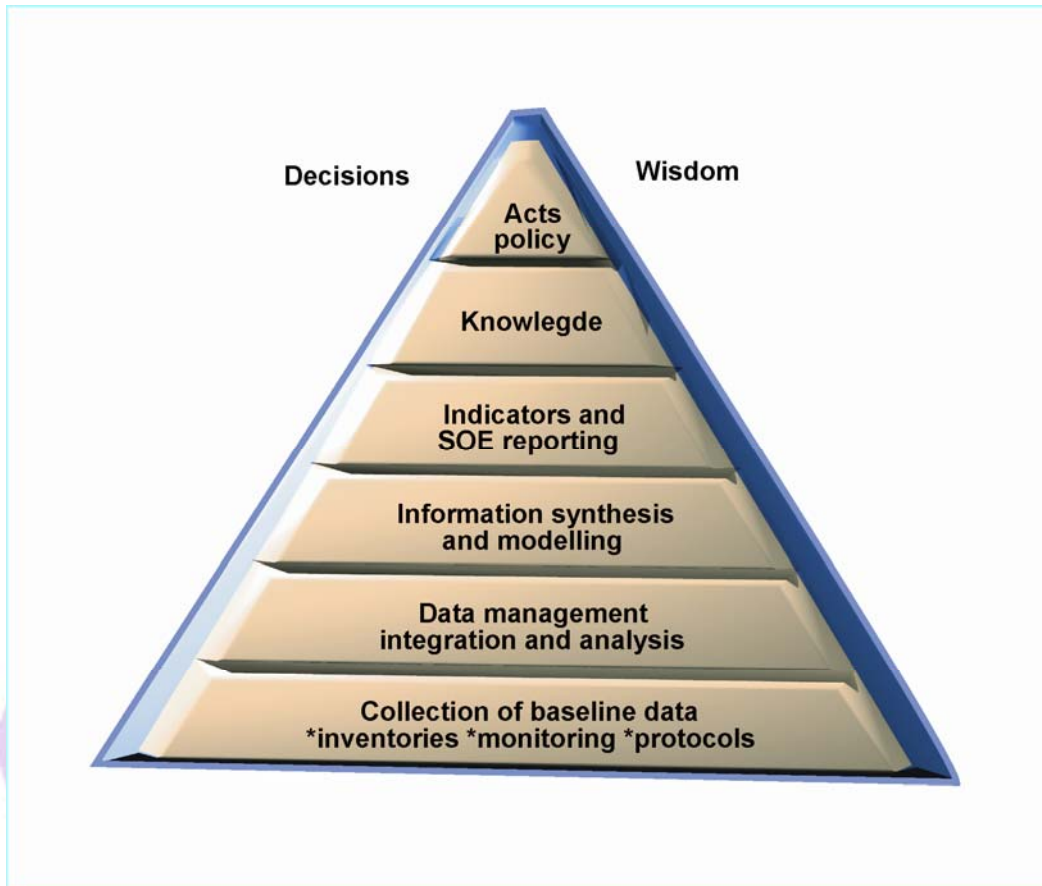 Decisions
Wisdom
Acts
policy
Knowlegde
Indicators and
SOE reporting
Information synthesis
and modelling
Data management
integration and analysis
Collection of baseline data
*inventories *monitoring *protocols